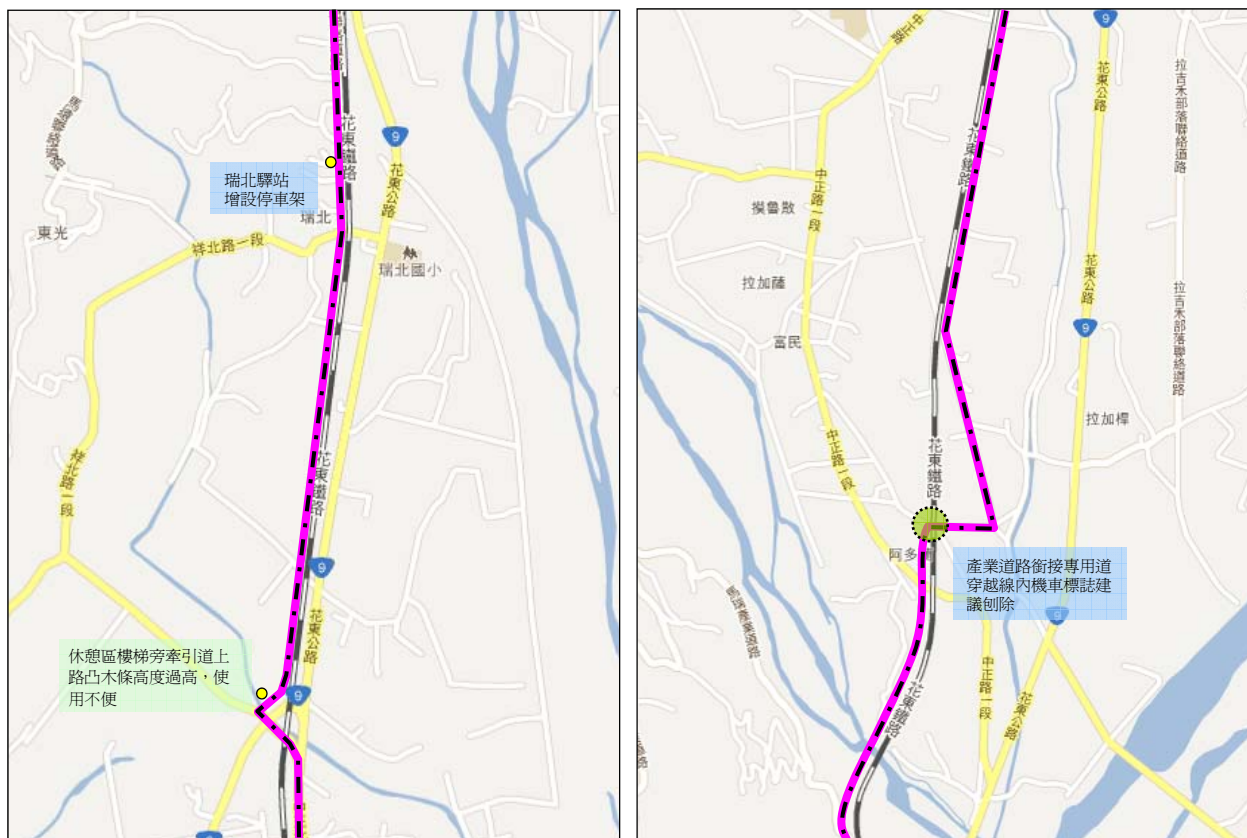 9
花東鐵路
花東公路
瑞北驛站
增設停車架
瑞北
東光
祥北路一段
瑞北國小
祥北路一段
花東鐵路
9
花東公路
休憩區樓梯旁牽引道上
路凸木條高度過高，使
用不便
9
9
中正路
9
花東公路
拉吉禾部落聯絡道路
花東鐵路
中正路一段
摸魯散
花東公路
拉加薩
拉吉禾部落聯絡道路
9
富民
拉加桿
中正路一段
花東鐵路
阿多
產業道路銜接專用道
穿越線內機車標誌建
議刨除
9
中正路一段
花東公路
花東鐵路